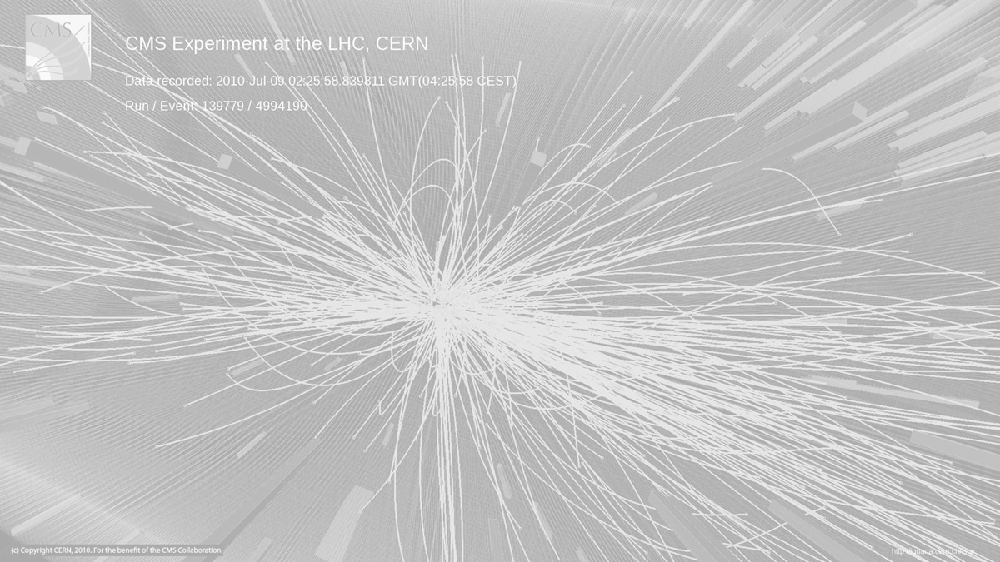 CMS
CMS Experiment at the LHC, CERN
Data recorded: 2010-Jul-09 02:25:58.839811 GMT(04:25:58 CEST)
Run / Event: 139779 / 4994190
(c) Copyright CERN, 2010. For the benefit of the CMS Collaboration.
http://iguana.cern.ch/ispy